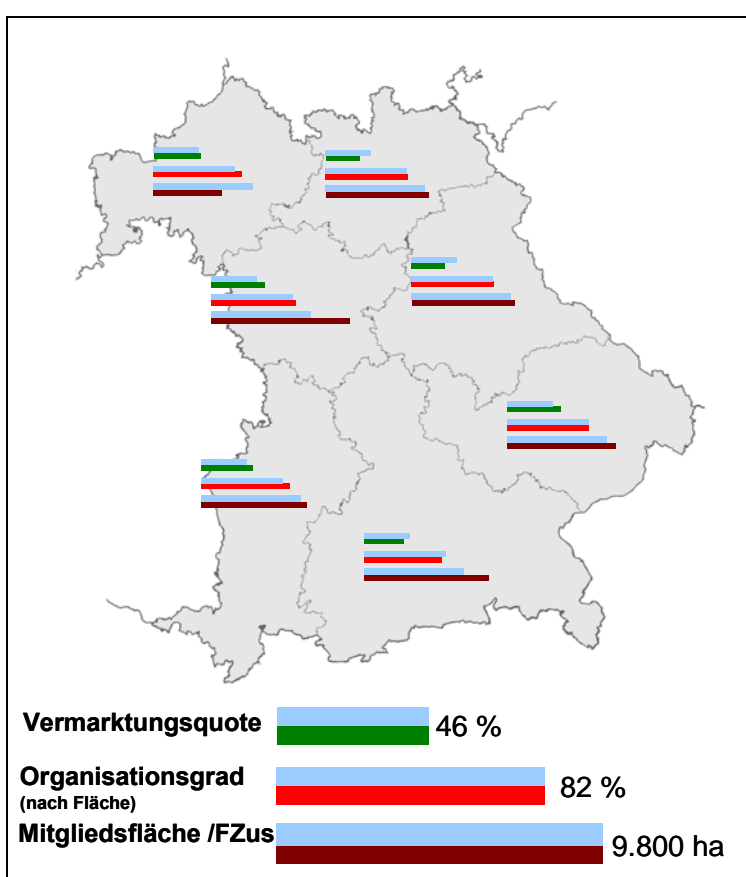 Vermarktungsquote 46 %
Organisationsgrad 82 %
(nach Fläche)
Mitgliedsfläche /FZus 9.800 ha